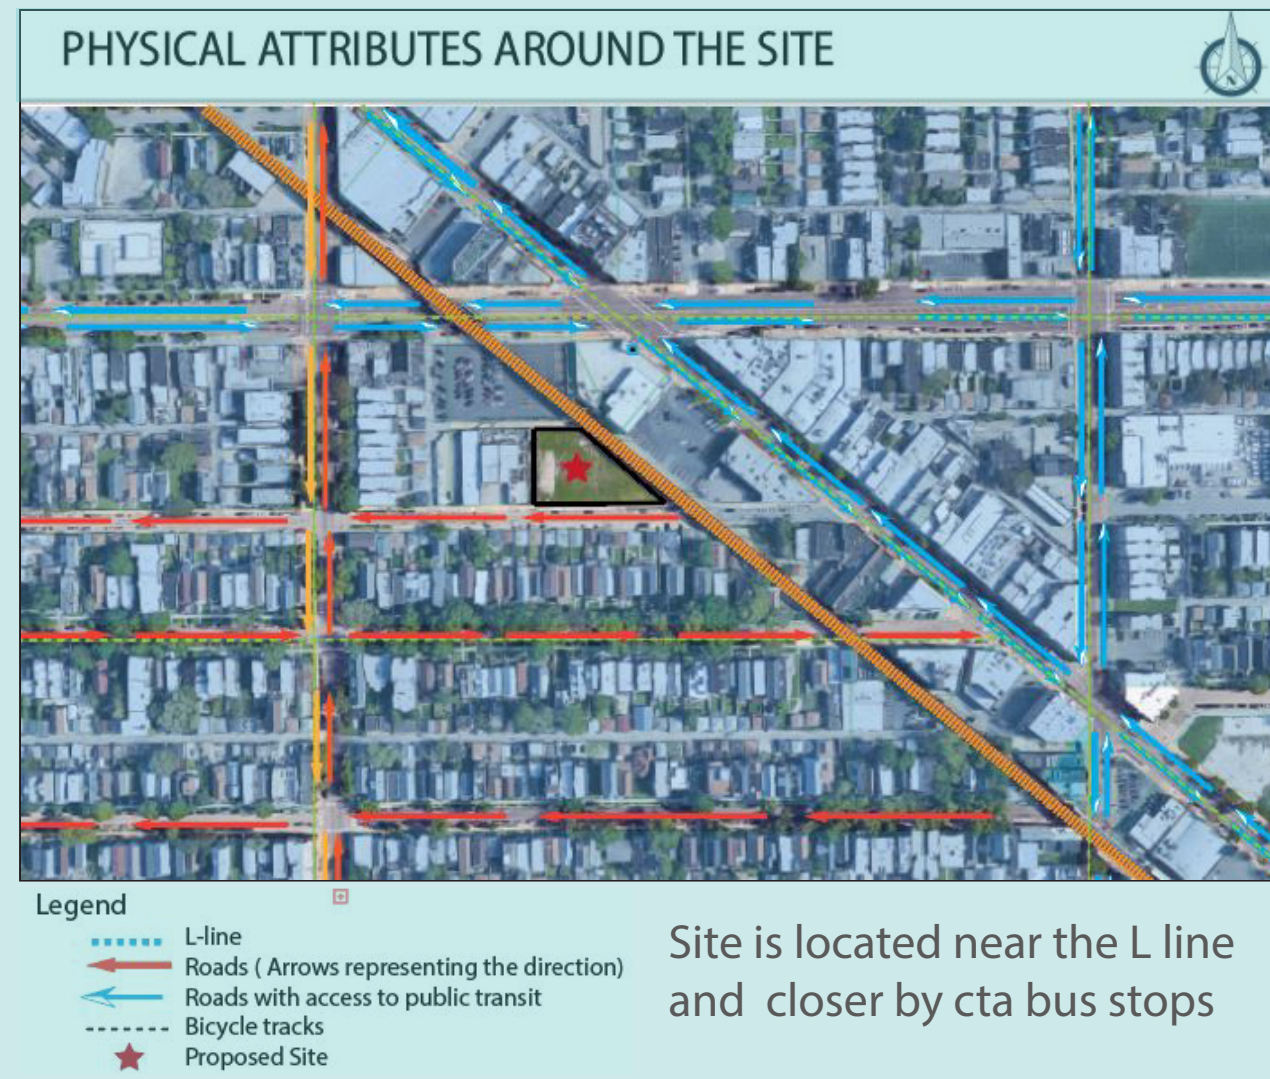 PHYSICAL ATTRIBUTES AROUND THE SITE
N
Legend
L-line
Roads ( Arrows representing the direction)
Roads with access to public transit
Bicycle tracks
Proposed Site
Site is located near the L line
and  closer by cta bus stops